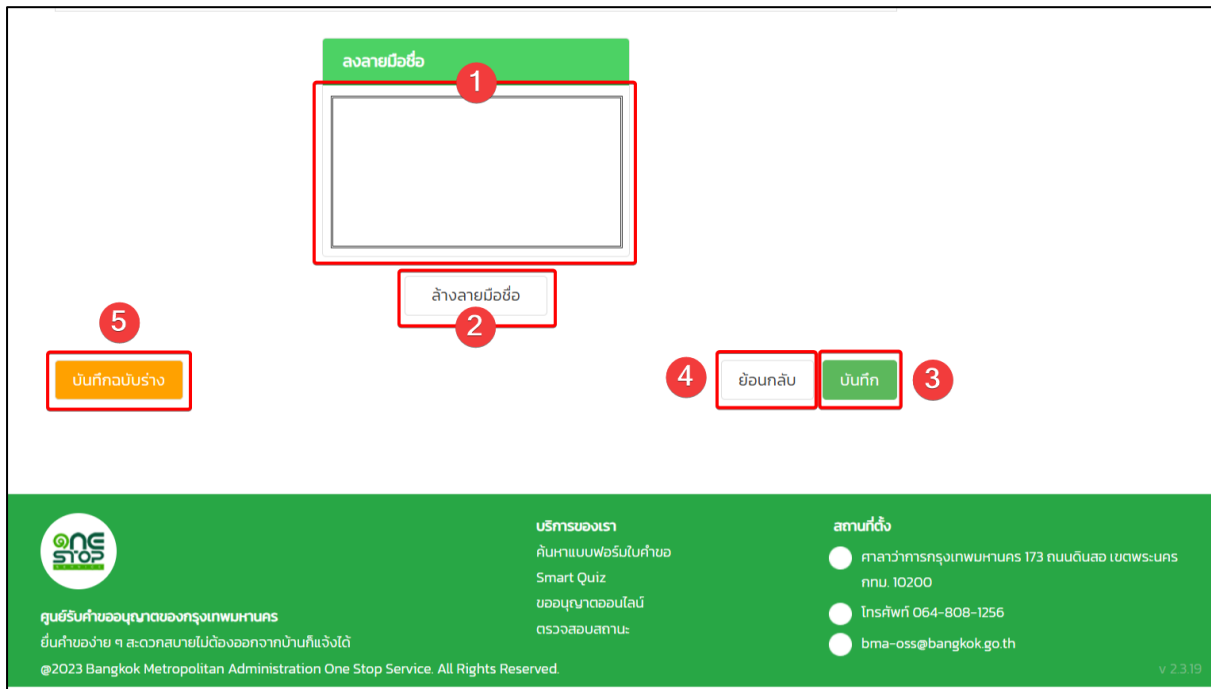 ลงลายมือชื่อ
1
ล้างลายมือชื่อ
2
5
บันทึกฉบับร่าง
4
ย้อนกลับ
บันทึก
3
ONE
STOP
SERVICE
ศูนย์รับคำขออนุญาตของกรุงเทพมหานคร
ยื่นคำของ่าย ๆ สะดวกสบายไม่ต้องออกจากบ้านก็แจ้งได้
@2023 Bangkok Metropolitan Administration One Stop Service. All Rights Reserved.
บริการของเรา
ค้นหาแบบฟอร์มใบคำขอ
Smart Quiz
ขออนุญาตออนไลน์
ตรวจสอบสถานะ
สถานที่ตั้ง
ศาลาว่าการกรุงเทพมหานคร 173 ถนนดินสอ เขตพระนคร
กทม. 10200
โทรศัพท์ 064-808-1256
bma-oss@bangkok.go.th
v 2.3.19